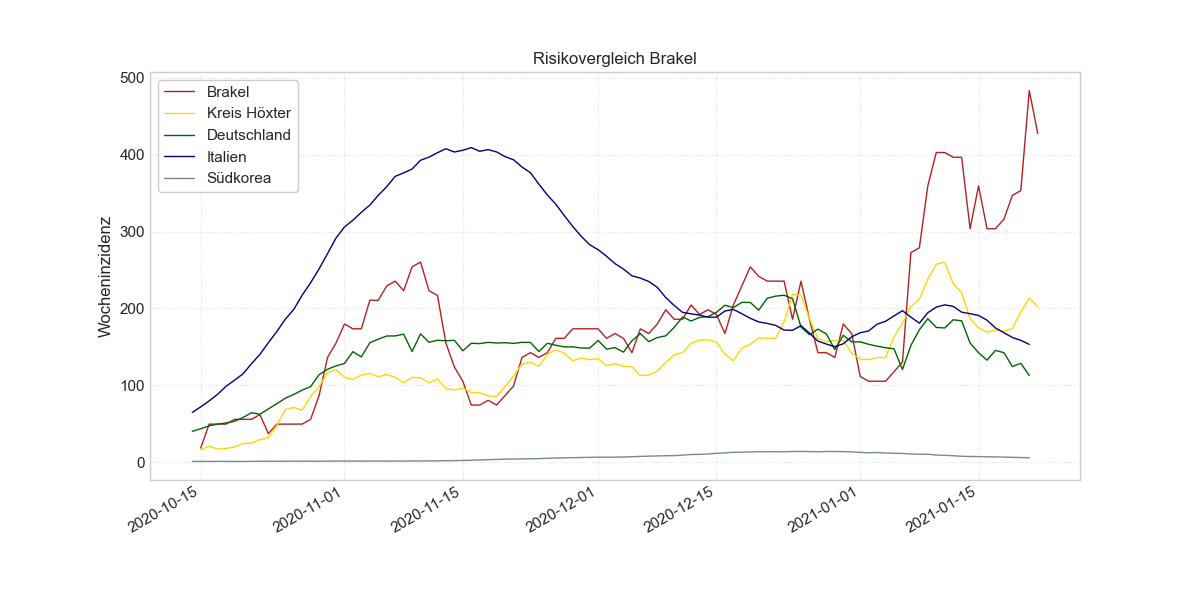 Risikovergleich Brakel
Wocheninzidenz
500
400
300
200
100
0
Brakel
Kreis Höxter
Deutschland
Italien
Südkorea
2020-10-15
2020-11-01
2020-11-15
2020-12-01
2020-12-15
2021-01-01
2021-01-15